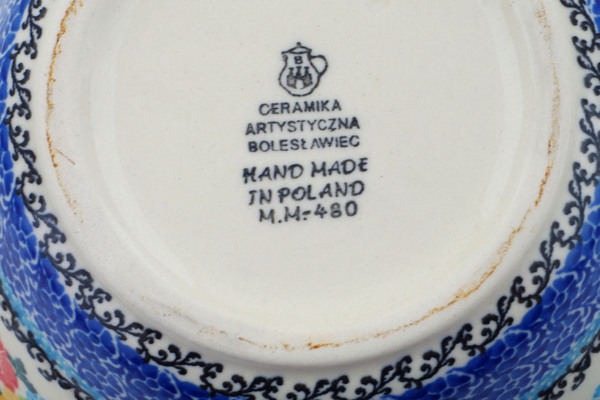 B
CERAMIKA
ARTYSTYCZNA
BOLESŁAWIEC
HAND MADE
IN POLAND
M.M.-480